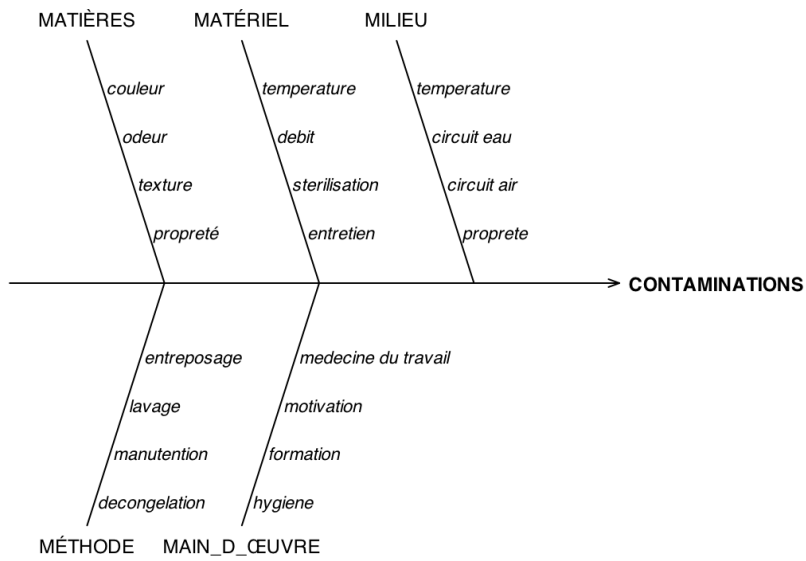 MATIÈRES
MATÉRIEL
MILIEU
couleur
temperature
temperature
odeur
debit
circuit eau
texture
sterilisation
circuit air
propreté
entretien
proprete
CONTAMINATIONS
entreposage
medecine du travail
lavage
motivation
manutention
formation
decongelation
hygiene
MÉTHODE
MAIN_D_ŒUVRE